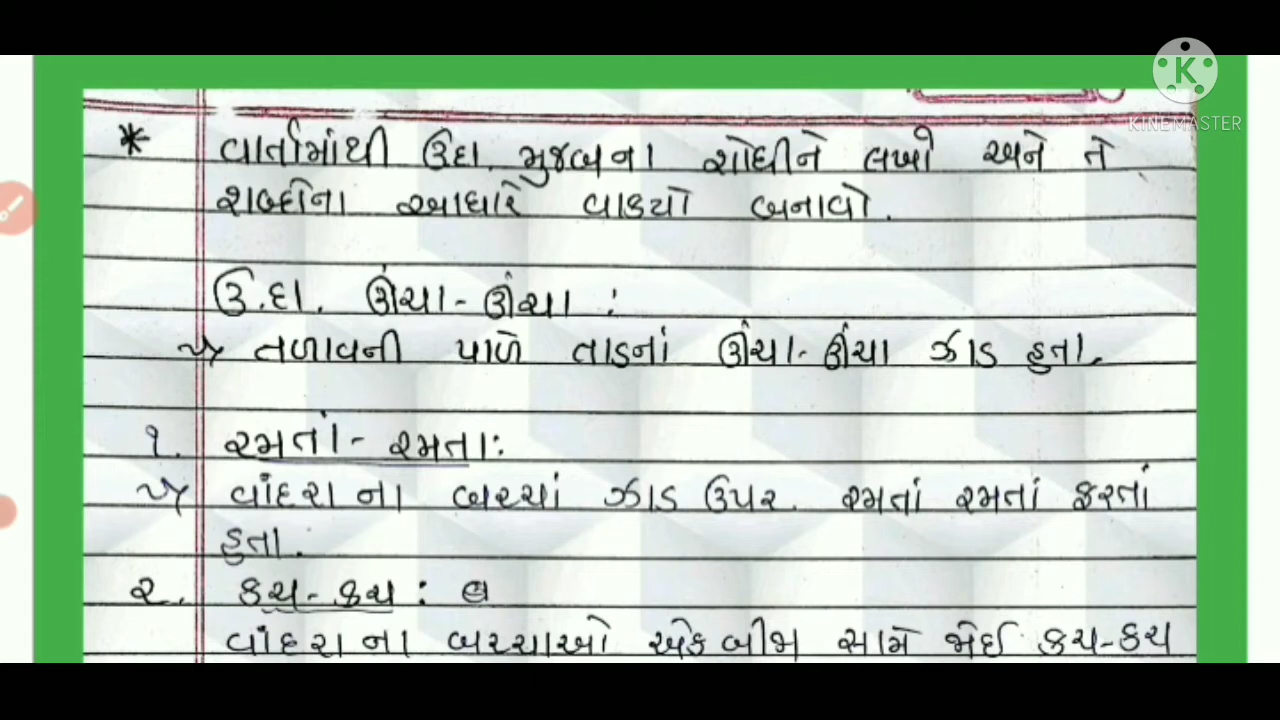 KINEMASTER
* વાર્તામાંથી ઉદા. મુજબના શોધીને લખો અને તે
શબ્દોના આધારે વાક્યો બનાવો.
ઉ.દા. ઊંચા - ઊંચા :
તળાવની પાળે તાડનાં ઊંચા - ઊંચા ઝાડ હતા.
૧. રમતાં - રમતા:
વાંદરાના બચ્ચાં ઝાડ ઉપર. રમતાં રમતાં ફરતાં
હતા.
૨. કચ - કચ :
વાંદરાના બચ્ચાઓ એકબીજા સામે જોઈ કચ-કચ